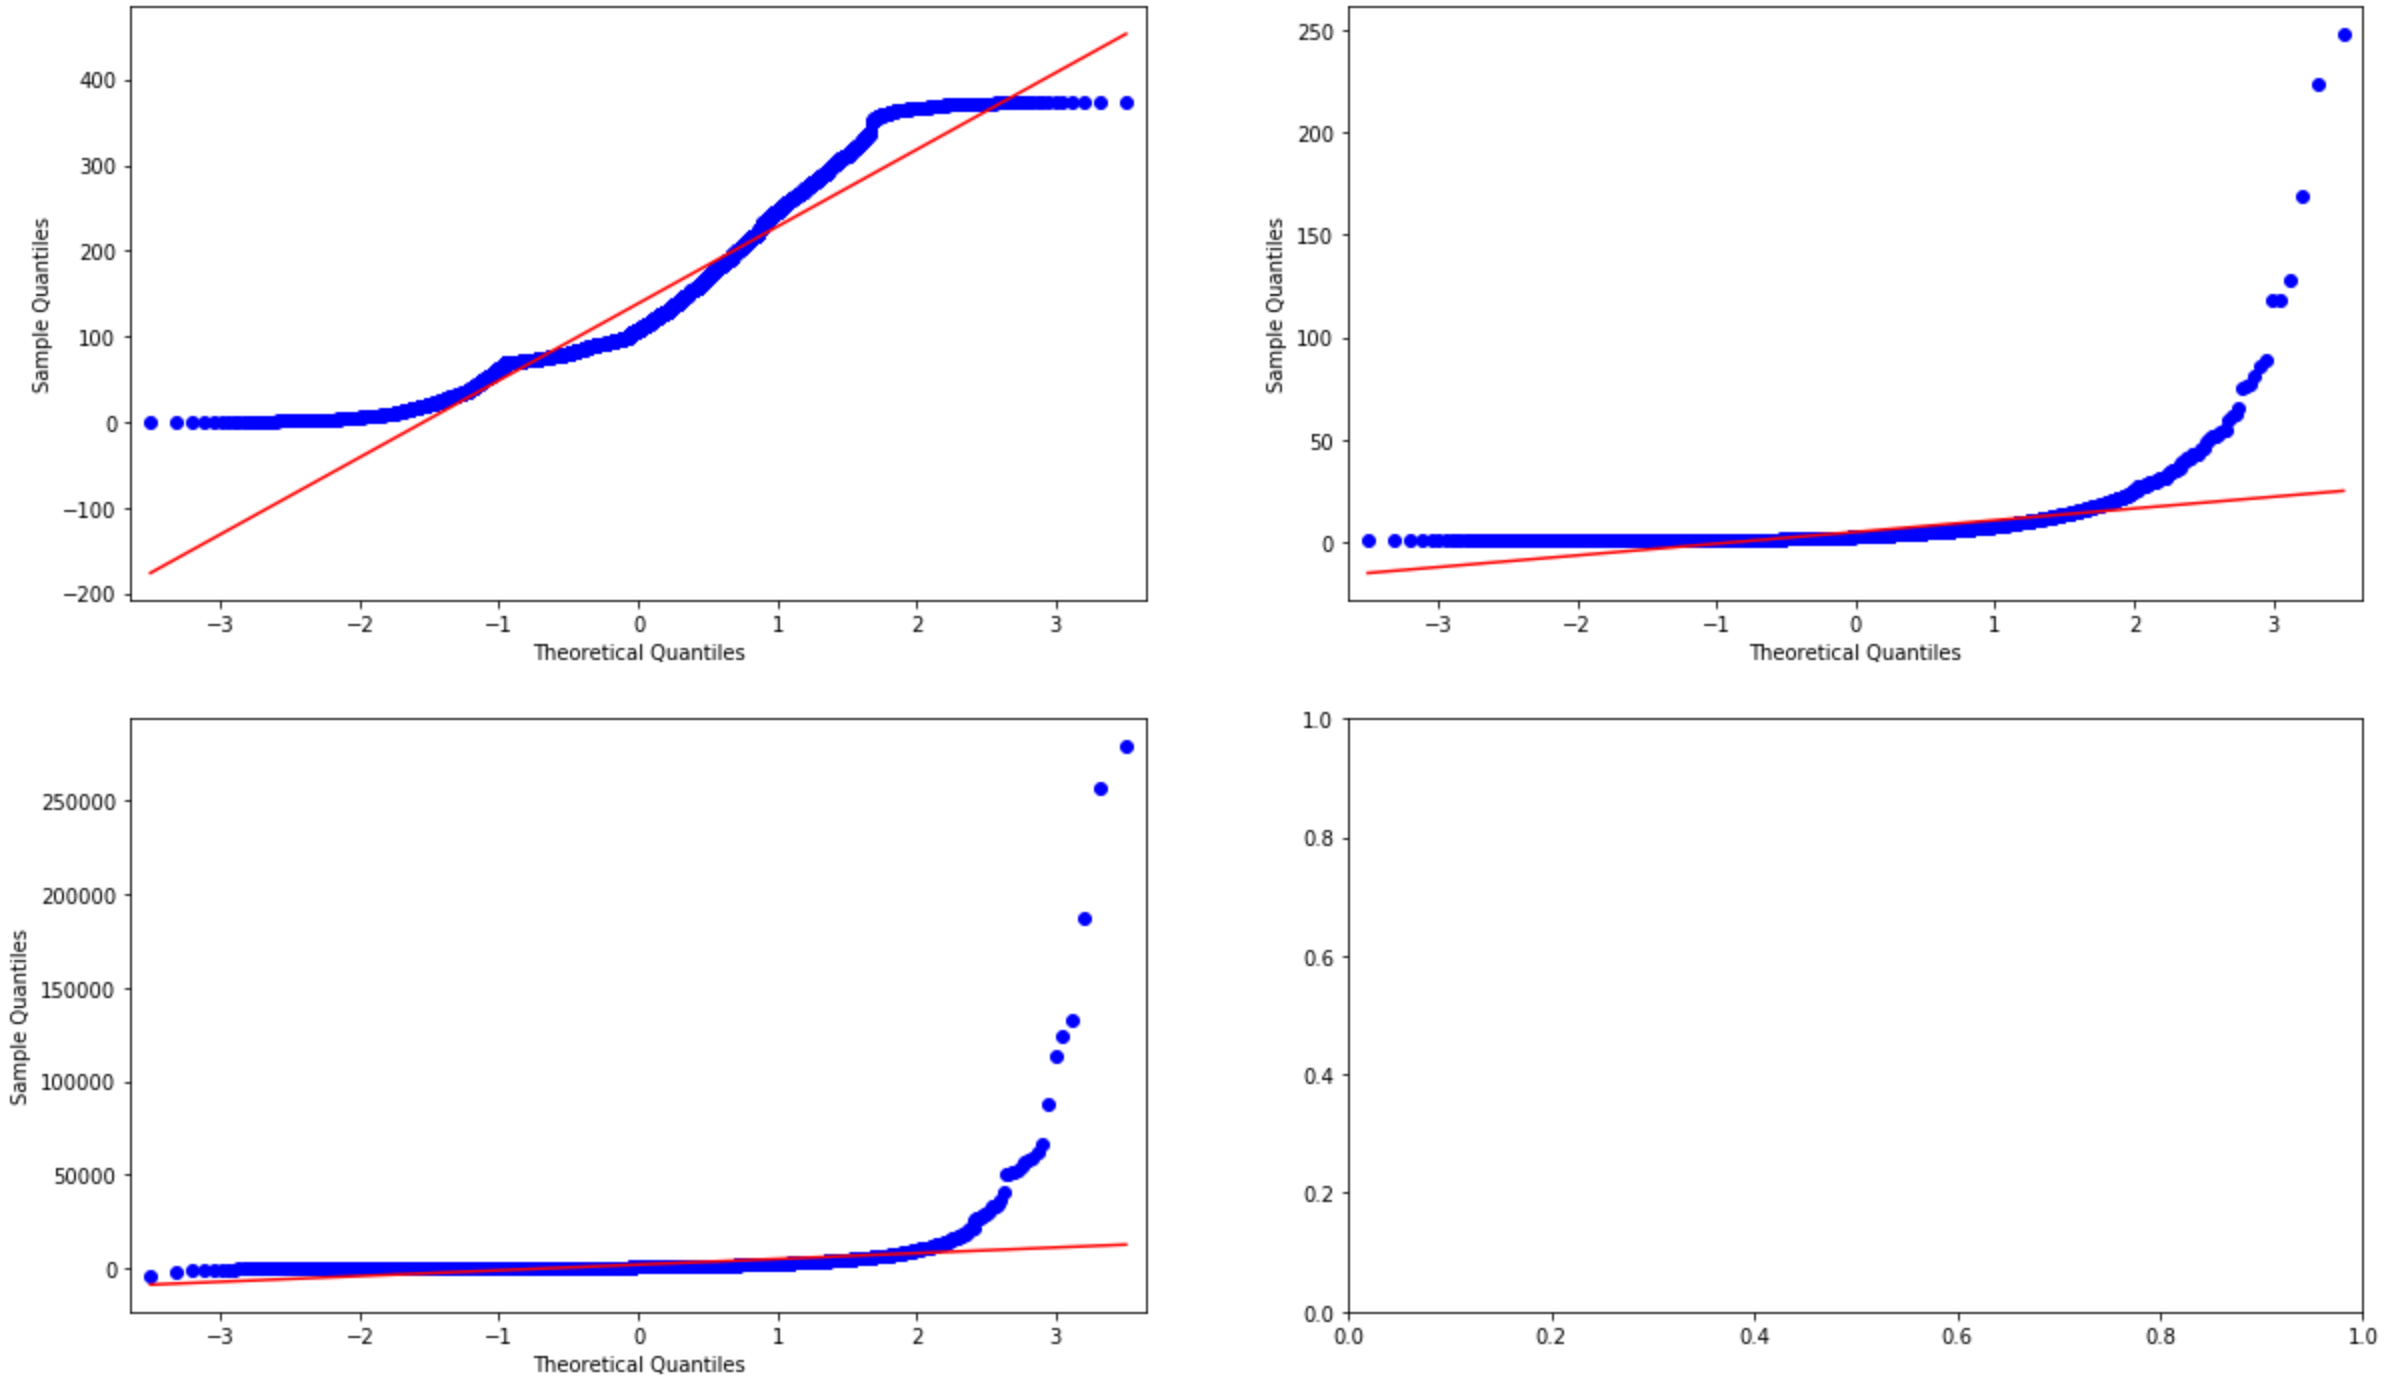 400
300
200
100
0
−100
−200
Sample Quantiles
−3 −2 −1 0 1 2 3
Theoretical Quantiles
250
200
150
100
50
0
Sample Quantiles
−3 −2 −1 0 1 2 3
Theoretical Quantiles
250000
200000
150000
100000
50000
0
Sample Quantiles
−3 −2 −1 0 1 2 3
Theoretical Quantiles
1.0
0.8
0.6
0.4
0.2
0.0
0.0 0.2 0.4 0.6 0.8 1.0